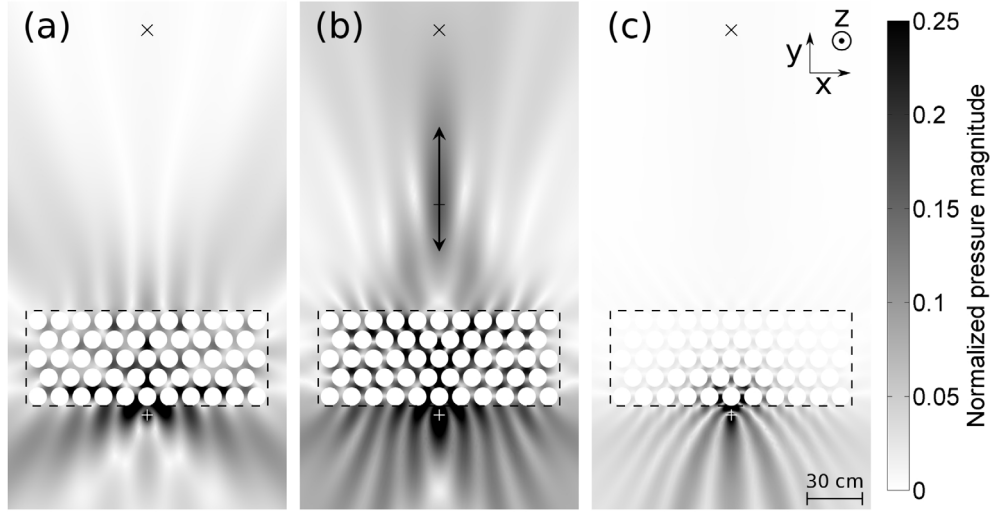 (a)
(b)
(c)
z
y
x
30 cm
0.25
0.2
0.15
0.1
0.05
0
Normalized pressure magnitude